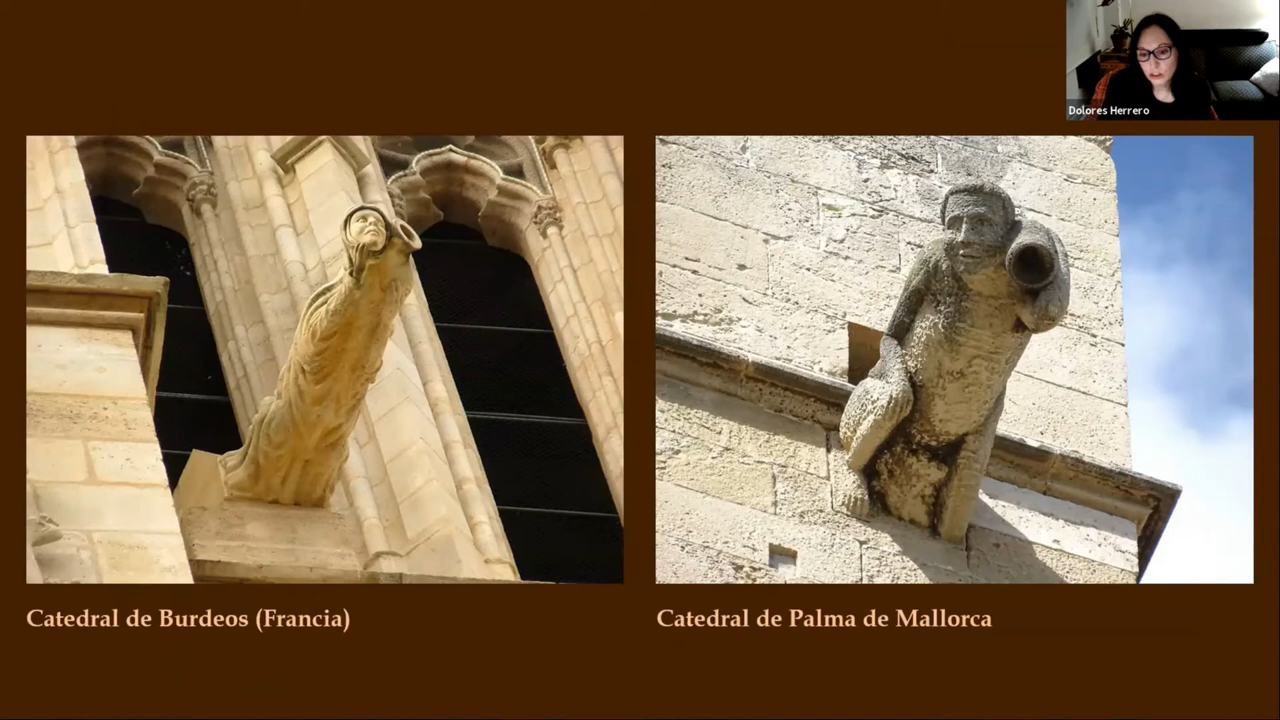 Dolores Herrero
Catedral de Burdeos (Francia)
Catedral de Palma de Mallorca